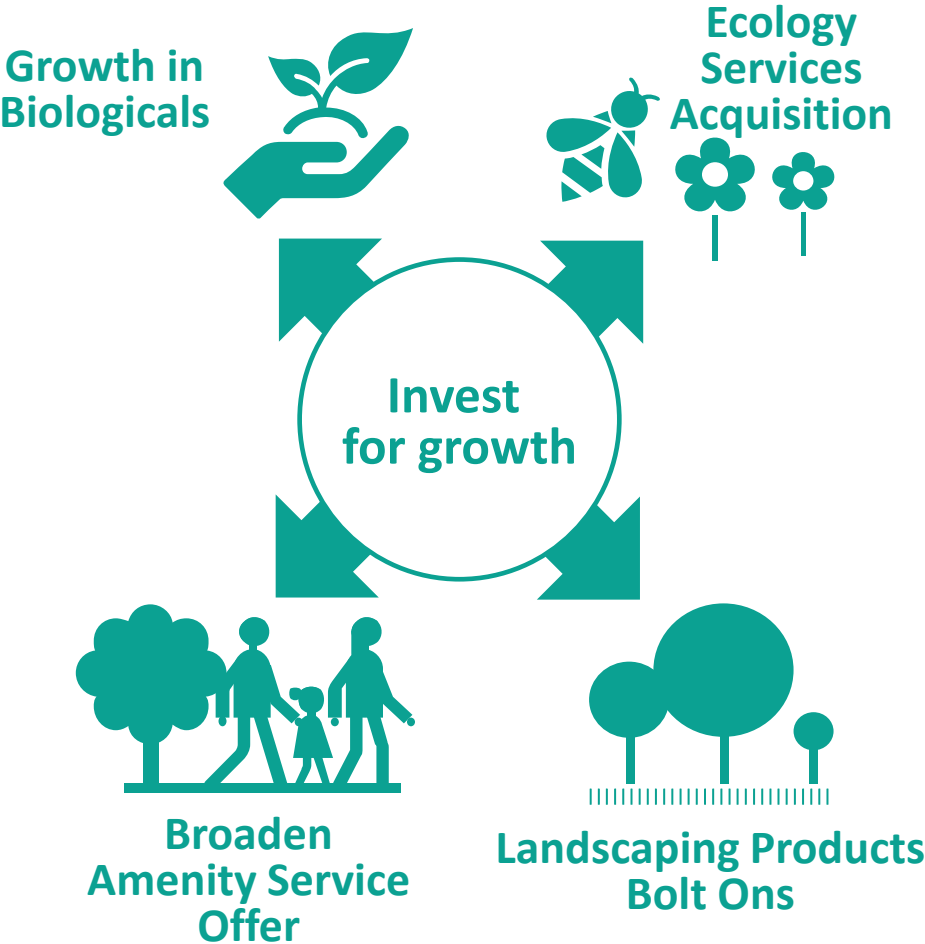 Growth in
Biologicals
Ecology
Services
Acquisition
Invest
for growth
Broaden
Amenity Service
Offer
Landscaping Products
Bolt Ons